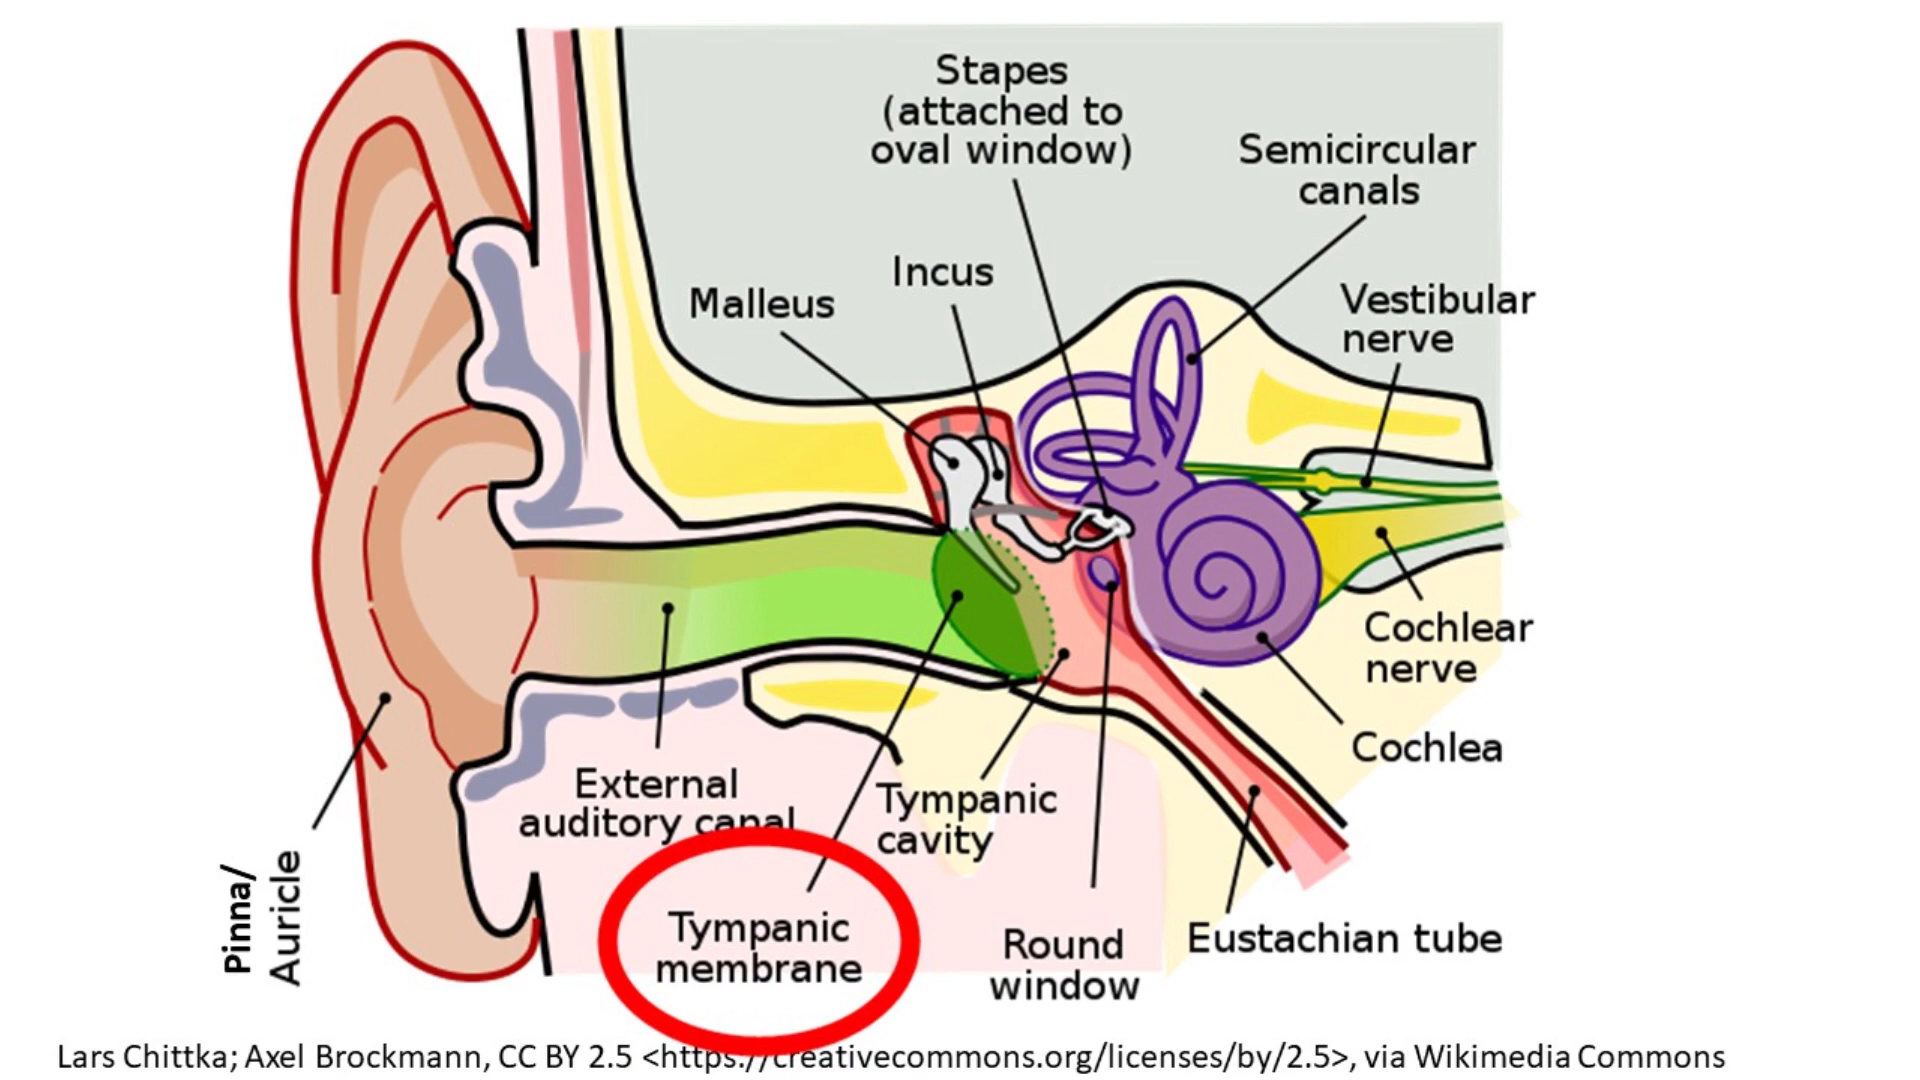 Stapes
(attached to
oval window)
Semicircular
canals
Incus
Malleus
Vestibular
nerve
Cochlear
nerve
Cochlea
External
auditory canal
Tympanic
cavity
Pinna/
Auricle
Tympanic
membrane
Round
window
Eustachian tube
Lars Chittka; Axel Brockmann, CC BY 2.5 <https://creativecommons.org/licenses/by/2.5>, via Wikimedia Commons